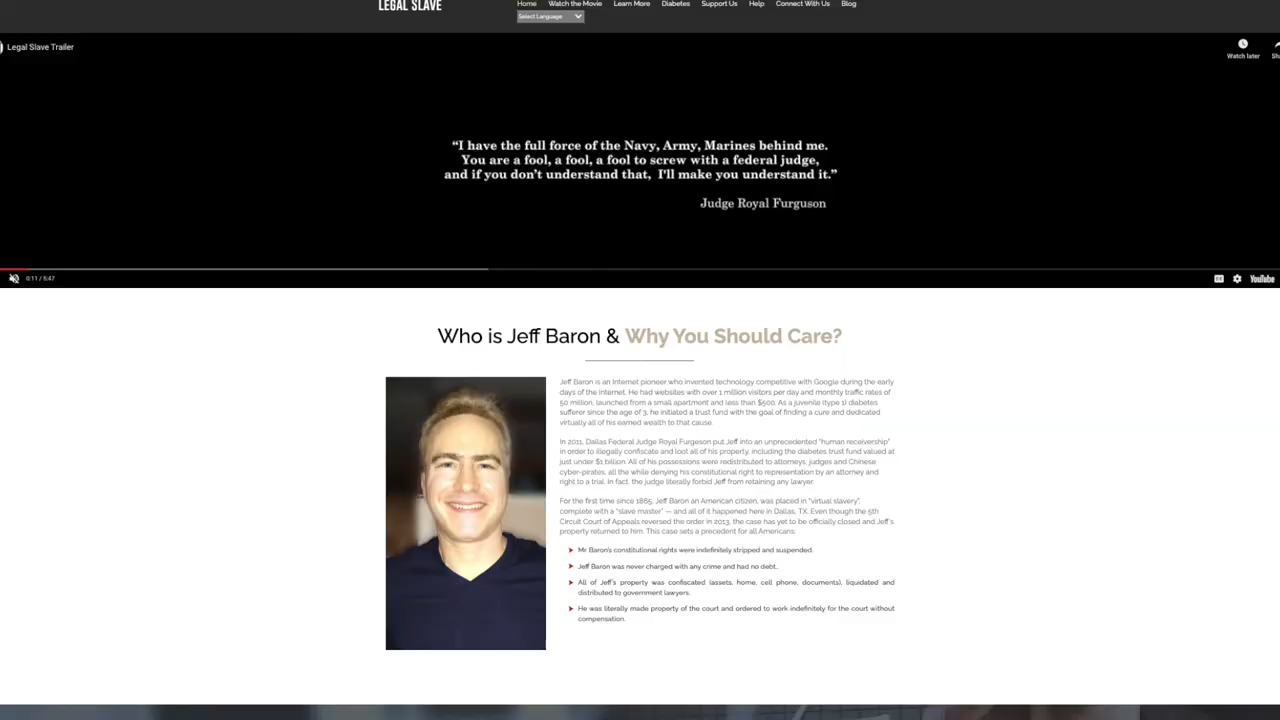 LEGAL SLAVE
Home Watch the Movie Learn More Diabetes Support Us Help Connect With Us Blog
Select Language
Legal Slave Trailer
Watch later
“I have the full force of the Navy, Army, Marines behind me.
You are a fool, a fool, a fool to screw with a federal judge,
and if you don’t understand that, I'll make you understand it.”
Judge Royal Furguson
0:11 / 5:47
YouTube
Who is Jeff Baron & Why You Should Care?
Jeff Baron is an Internet pioneer who invented technology competitive with Google during the early
days of the Internet. He had websites with over 1 million visitors per day and monthly traffic rates of
50 million, launched from a small apartment and less than $500. As a juvenile (type 1) diabetes
sufferer since the age of 3, he initiated a trust fund with the goal of finding a cure and dedicated
virtually all of his earned wealth to that cause.
In 2011, Dallas Federal Judge Royal Furgeson put Jeff into an unprecedented “human receivership”
in order to illegally confiscate and loot all of his property, including the diabetes trust fund valued at
just under $1 billion. All of his possessions were redistributed to attorneys, judges and Chinese
cyber-pirates, all the while denying his constitutional right to representation by an attorney and
right to a trial. In fact, the judge literally forbid Jeff from retaining any lawyer.
For the first time since 1865, Jeff Baron an American citizen, was placed in “virtual slavery”,
complete with a “slave master” — and all of it happened here in Dallas, TX. Even though the 5th
Circuit Court of Appeals reversed the order in 2013, the case has yet to be officially closed and Jeff’s
property returned to him. This case sets a precedent for all Americans:
Mr Baron’s constitutional rights were indefinitely stripped and suspended.
Jeff Baron was never charged with any crime and had no debt.
All of Jeff’s property was confiscated (assets, home, cell phone, documents), liquidated and
distributed to government lawyers.
He was literally made property of the court and ordered to work indefinitely for the court without
compensation.